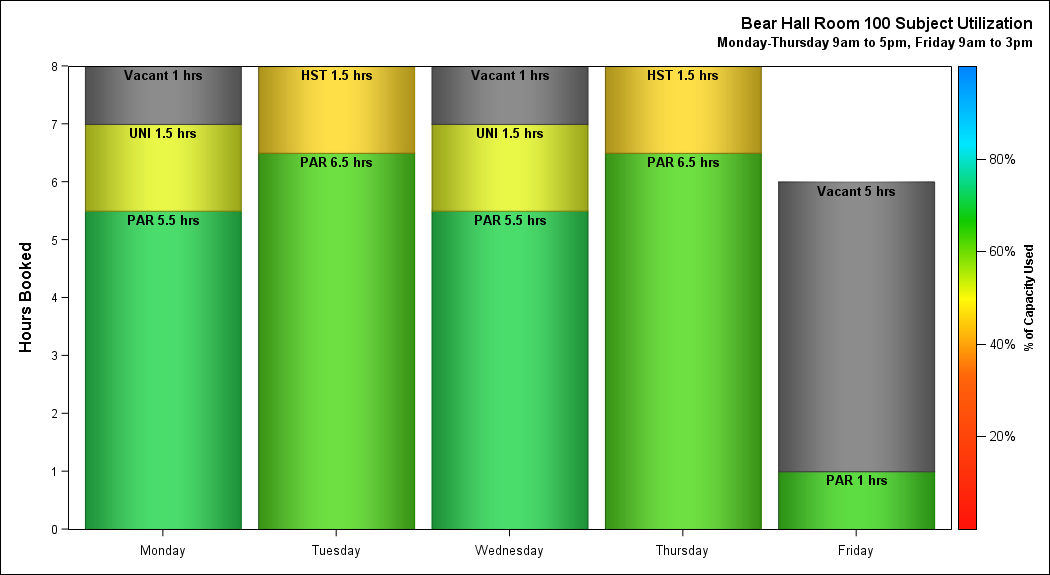 Bear Hall Room 100 Subject Utilization
Monday-Thursday 9am to 5pm, Friday 9am to 3pm
Hours Booked
8
7
6
5
4
3
2
1
0
Vacant 1 hrs
UNI 1.5 hrs
PAR 5.5 hrs
HST 1.5 hrs
PAR 6.5 hrs
Vacant 1 hrs
UNI 1.5 hrs
PAR 5.5 hrs
HST 1.5 hrs
PAR 6.5 hrs
Vacant 5 hrs
PAR 1 hrs
Monday
Tuesday
Wednesday
Thursday
Friday
80%
60%
40%
20%
% of Capacity Used